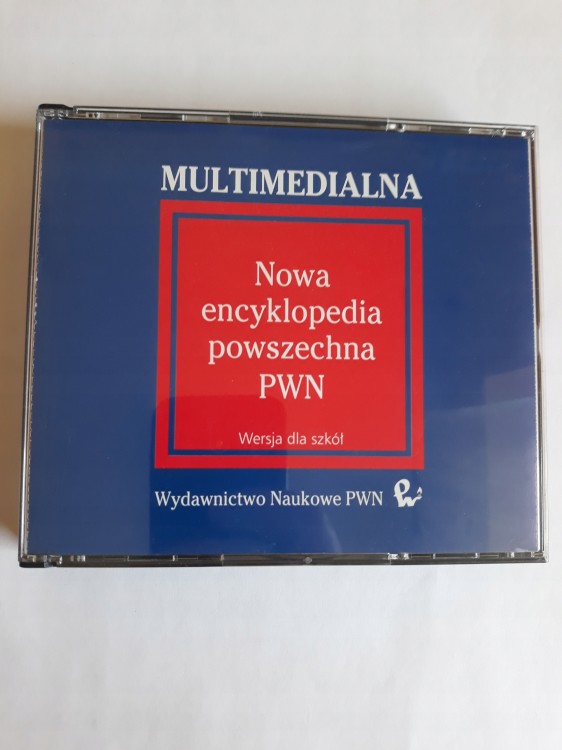 MULTIMEDIALNA
Nowa
encyklopedia
powszechna
PWN
Wersja dla szkół
Wydawnictwo Naukowe PWN